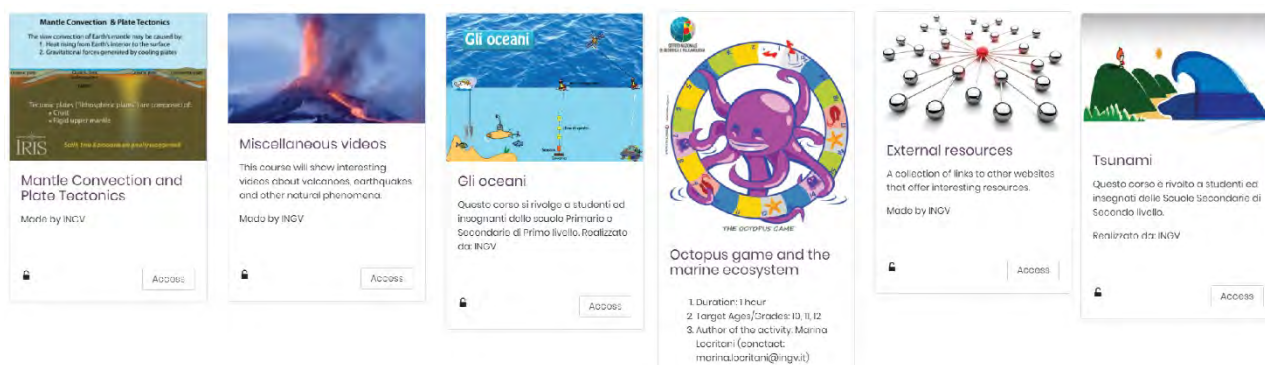 Mantle Convection & Plate Tectonics
The slow convection of Earth's mantle may be caused by:
1. Heat rising from Earth's interior to the surface
2. Gravitational forces generated by cooling plates
Tectonic plates ("lithospheric plates") are composed of:
Crust
Rigid upper mantle
IRIS
Mantle Convection and
Plate Tectonics
Made by INGV
Access
Miscellaneous videos
This course will show interesting
videos about volcanoes, earthquakes
and other natural phenomena.
Made by INGV
Access
Gli oceani
Gli oceani
Questo corso si rivolge a studenti ed
insegnanti delle scuole Primarie e
Secondarie di Primo livello. Realizzato
da: INGV
Access
THE OCTOPUS GAME
Octopus game and the
marine ecosystem
1. Duration: 1 hour
2. Target Ages/Grades: 10, 11, 12
3. Author of the activity: Marina
Locritani (conctact:
marina.locritani@ingv.it)
External resources
A collection of links to other websites
that offer interesting resources.
Made by INGV
Access
Tsunami
Questo corso è rivolto a studenti ed
insegnati delle Scuole Secondarie di
Secondo livello.
Realizzato da: INGV
Access